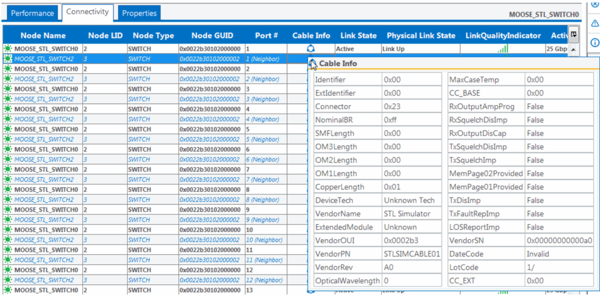 Performance Connectivity Properties MOOSE_STL_SWITCH0
Node Name Node LID Node Type Node GUID Port # Cable Info Link State Physical Link State LinkQualityIndicator Activ
MOOSE_STL_SWITCH0 2 SWITCH 0x0022b30102000000 1 Active Link Up 25 Gbp
MOOSE_STL_SWITCH2 3 SWITCH 0x0022b30102000002 1 (Neighbor)
MOOSE_STL_SWITCH0 2 SWITCH 0x0022b30102000000 2
MOOSE_STL_SWITCH2 3 SWITCH 0x0022b30102000002 2 (Neighbor)
MOOSE_STL_SWITCH0 2 SWITCH 0x0022b30102000000 3
MOOSE_STL_SWITCH2 3 SWITCH 0x0022b30102000002 3 (Neighbor)
MOOSE_STL_SWITCH0 2 SWITCH 0x0022b30102000000 4
MOOSE_STL_SWITCH2 3 SWITCH 0x0022b30102000002 4 (Neighbor)
MOOSE_STL_SWITCH0 2 SWITCH 0x0022b30102000000 5
MOOSE_STL_SWITCH2 3 SWITCH 0x0022b30102000002 5 (Neighbor)
MOOSE_STL_SWITCH0 2 SWITCH 0x0022b30102000000 6
MOOSE_STL_SWITCH2 3 SWITCH 0x0022b30102000002 6 (Neighbor)
MOOSE_STL_SWITCH0 2 SWITCH 0x0022b30102000000 7
MOOSE_STL_SWITCH2 3 SWITCH 0x0022b30102000002 7 (Neighbor)
MOOSE_STL_SWITCH0 2 SWITCH 0x0022b30102000000 8
MOOSE_STL_SWITCH2 3 SWITCH 0x0022b30102000002 8 (Neighbor)
MOOSE_STL_SWITCH0 2 SWITCH 0x0022b30102000000 9
MOOSE_STL_SWITCH2 3 SWITCH 0x0022b30102000002 9 (Neighbor)
MOOSE_STL_SWITCH0 2 SWITCH 0x0022b30102000000 10
MOOSE_STL_SWITCH2 3 SWITCH 0x0022b30102000002 10 (Neighbor)
MOOSE_STL_SWITCH0 2 SWITCH 0x0022b30102000000 11
MOOSE_STL_SWITCH2 3 SWITCH 0x0022b30102000002 11 (Neighbor)
MOOSE_STL_SWITCH0 2 SWITCH 0x0022b30102000000 12
MOOSE_STL_SWITCH2 3 SWITCH 0x0022b30102000002 12 (Neighbor)
MOOSE_STL_SWITCH0 2 SWITCH 0x0022b30102000000 13 Active Link Up 25 Gbp
Cable Info
Identifier 0x00 MaxCaseTemp 0x00
ExtIdentifier 0x00 CC_BASE 0x00
Connector 0x23 RxOutputAmpProg False
NominalBR 0xff RxSquelchDisImp False
SMFLength 0x00 RxOutputDisCap False
OM3Length 0x00 TxSquelchDisImp False
OM2Length 0x00 TxSquelchImp False
OM1Length 0x00 MemPage02Provided False
CopperLength 0x01 MemPage01Provided False
DeviceTech Unknown Tech TxDisImp False
VendorName STL Simulator TxFaultRepImp False
ExtendedModule Unknown LOSReportImp False
VendorOUI 0x0002b3 VendorSN 0x00000000000a0
VendorPN STLSIMCABLE01 DateCode Invalid
VendorRev A0 LotCode 1/
OpticalWavelength 0 CC_EXT 0x00